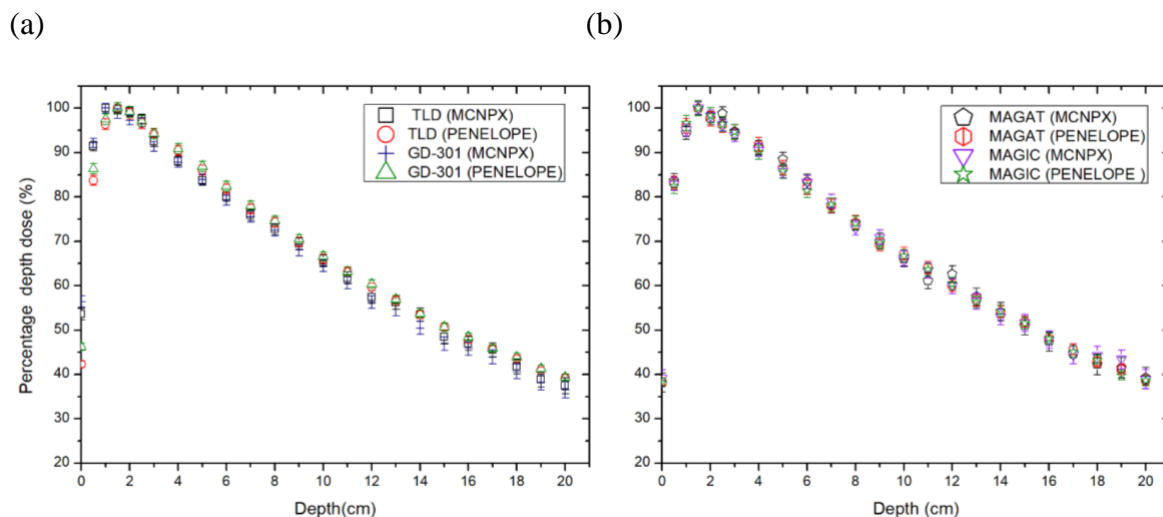 (a)
(b)
TLD (MCNPX)
TLD (PENELOPE)
GD-301 (MCNPX)
GD-301 (PENELOPE)
Percentage depth dose (%)
100
90
80
70
60
50
40
30
20
0 2 4 6 8 10 12 14 16 18 20
Depth(cm)
MAGAT (MCNPX)
MAGAT (PENELOPE)
MAGIC (MCNPX)
MAGIC (PENELOPE )
100
90
80
70
60
50
40
30
20
0 2 4 6 8 10 12 14 16 18 20
Depth (cm)